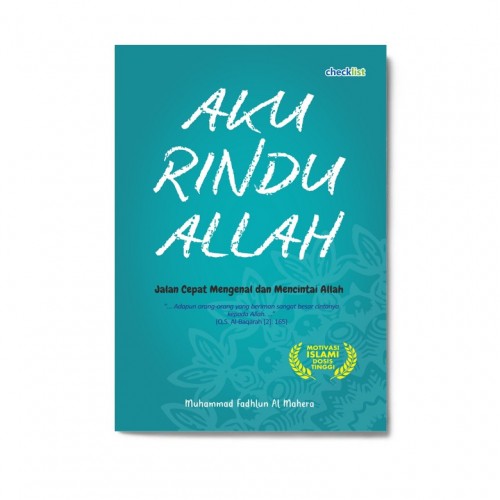 checklist
AKU
RINDU
ALLAH
Jalan Cepat Mengenal dan Mencintai Allah
"... Adapun orang-orang yang beriman sangat besar cintanya
kepada Allah ...."
(Q.S. Al-Baqarah [2]: 165)
MOTIVASI
ISLAMI
DOSIS
TINGGI
Muhammad Fadhlun Al Mahera